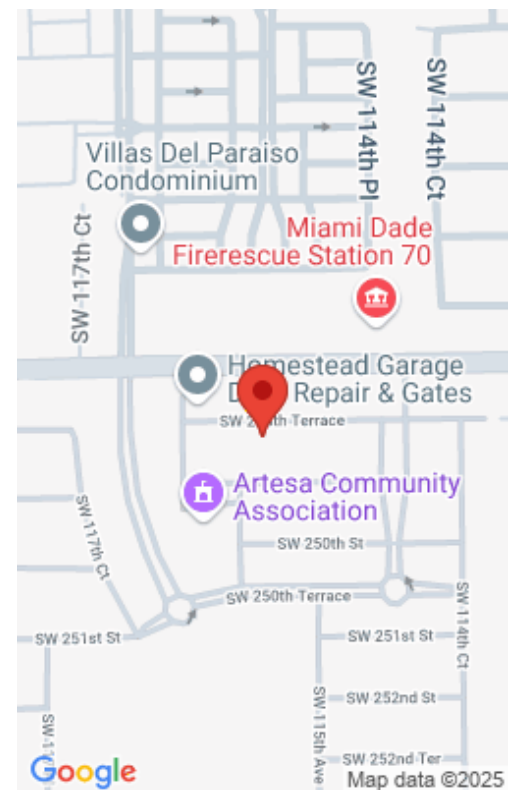 SW 114th Pl
SW 114th Ct
Villas Del Paraiso
Condominium
SW 117th Ct
Miami Dade
Firerescue Station 70
Homestead Garage
Repair & Gates
SW
th Terrace
Artesa Community
Association
SW 117th Ct
SW 250th St
SW 250th Terrace
SW 251st St
SW 251st St
SW 114th Ct
SW 252nd St
SW 115th Ave
SW 252nd Ter
Google
Map data ©2025